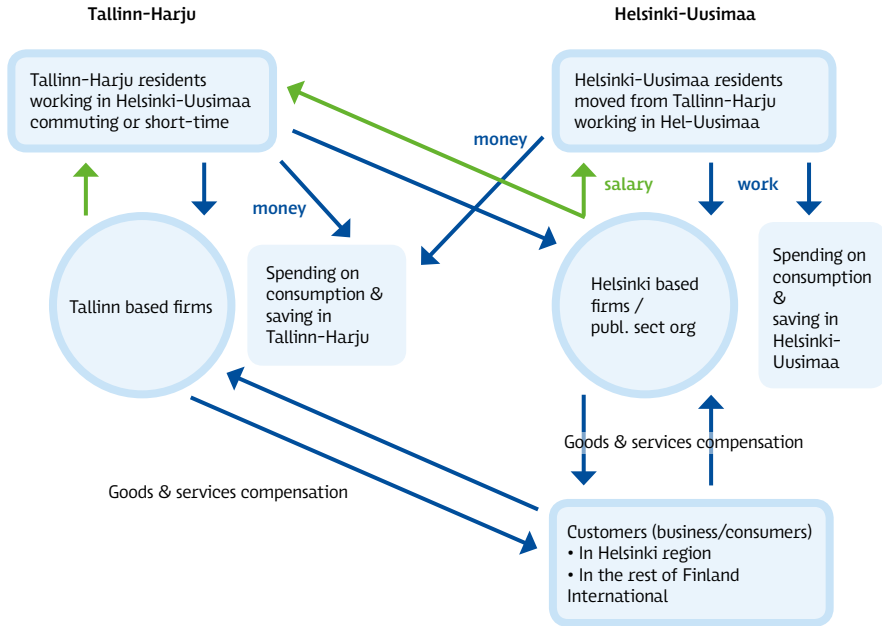 Tallinn-Harju
Helsinki-Uusimaa
Tallinn-Harju residents
working in Helsinki-Uusimaa
commuting or short-time
Helsinki-Uusimaa residents
moved from Tallinn-Harju
working in Hel-Uusimaa
money
salary
work
money
Tallinn based firms
Spending on
consumption &
saving in
Tallinn-Harju
Helsinki based
firms /
publ. sect org
Spending on
consumption
&
saving in
Helsinki-
Uusimaa
Goods & services compensation
Goods & services compensation
Customers (business/consumers)
• In Helsinki region
• In the rest of Finland
International